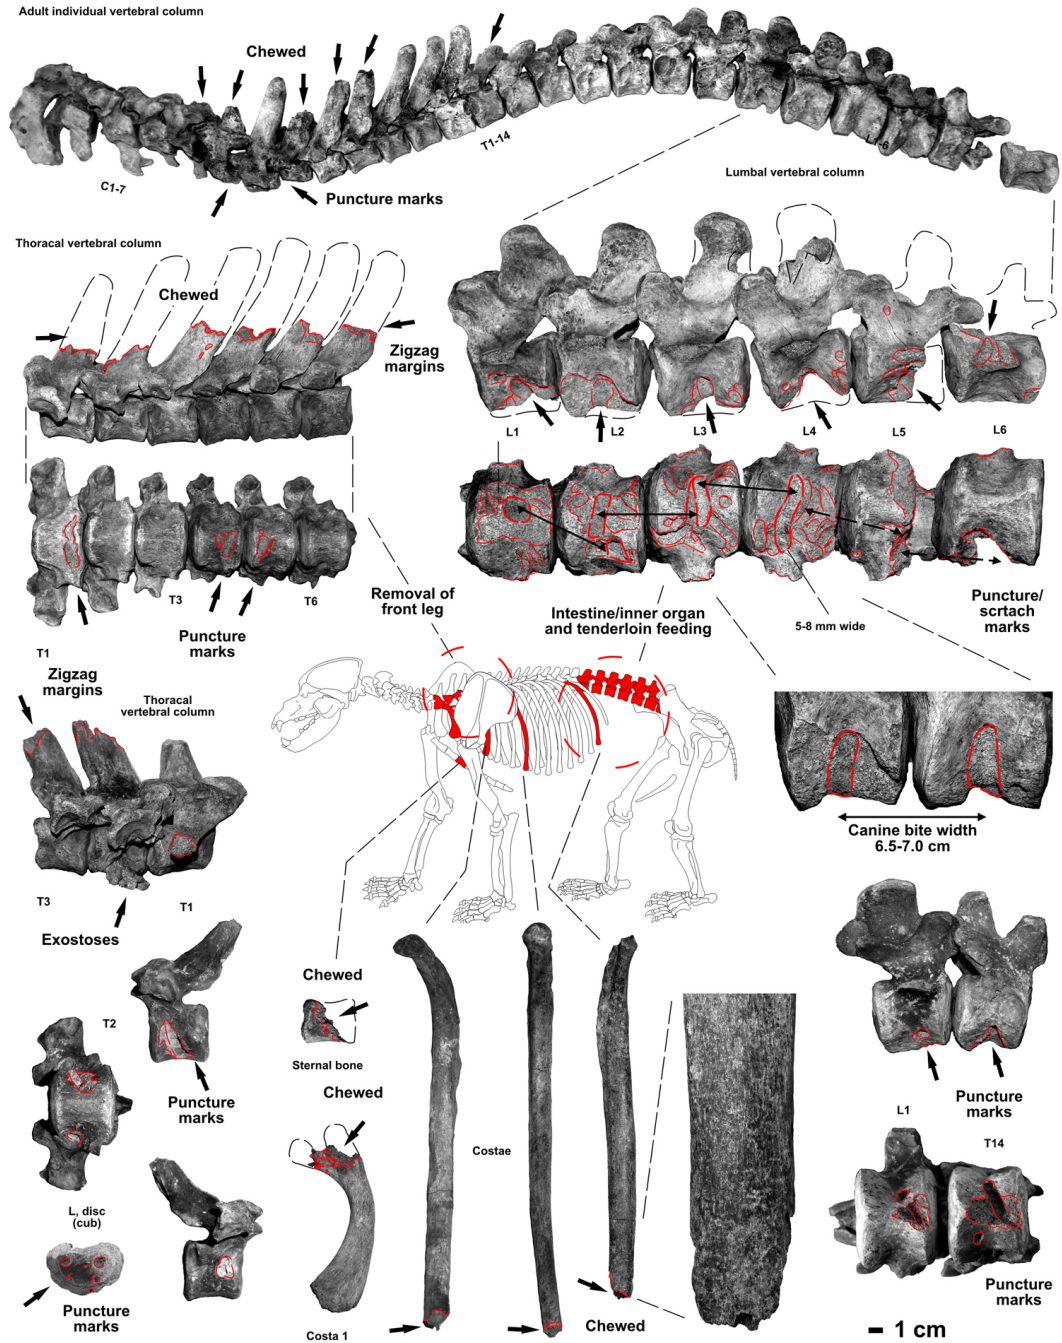 Adult individual vertebral column
Chewed
C1-7
T1-14
L1-6
Puncture marks
Lumbal vertebral column
Thoracal vertebral column
Chewed
Zigzag
margins
L1
L2
L3
L4
L5
L6
T1
T3
T6
Puncture
marks
Removal of
front leg
Intestine/inner organ
and tenderloin feeding
5-8 mm wide
Puncture/
scrtach
marks
Zigzag
margins
Thoracal
vertebral column
T3
T1
Exostoses
Canine bite width
6.5-7.0 cm
T2
Puncture
marks
Chewed
Sternal bone
Chewed
Costae
Puncture
marks
L1
T14
L, disc
(cub)
Puncture
marks
Costa 1
Chewed
Puncture
marks
1 cm